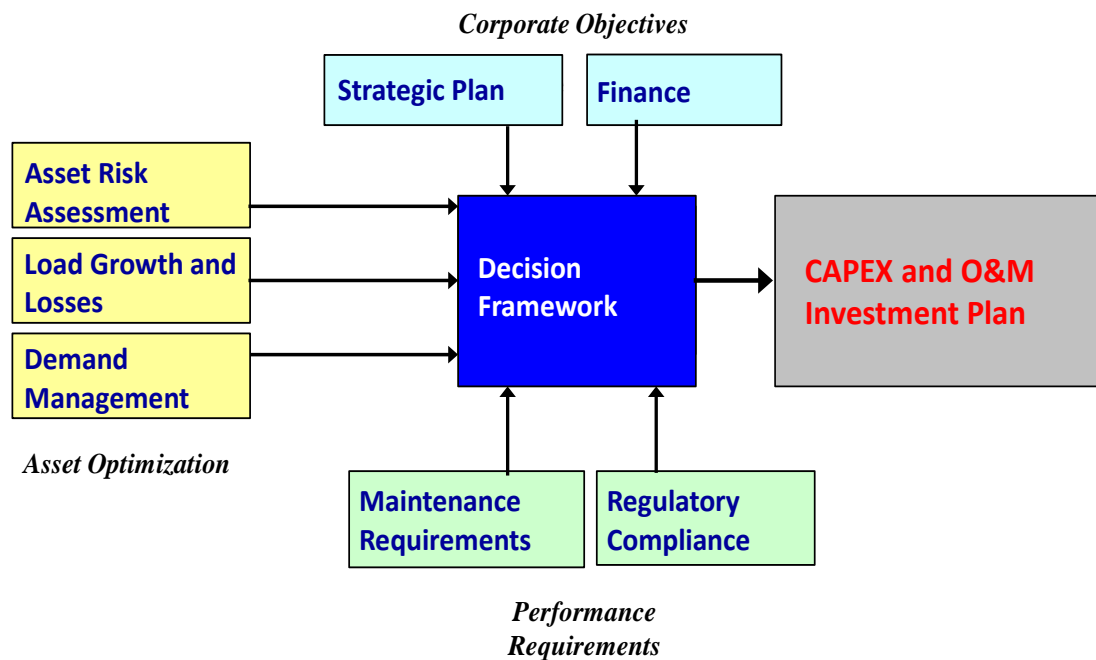 Corporate Objectives
Strategic Plan
Finance
Asset Risk
Assessment
Load Growth and
Losses
Demand
Management
Asset Optimization
Decision
Framework
CAPEX and O&M
Investment Plan
Maintenance
Requirements
Regulatory
Compliance
Performance
Requirements